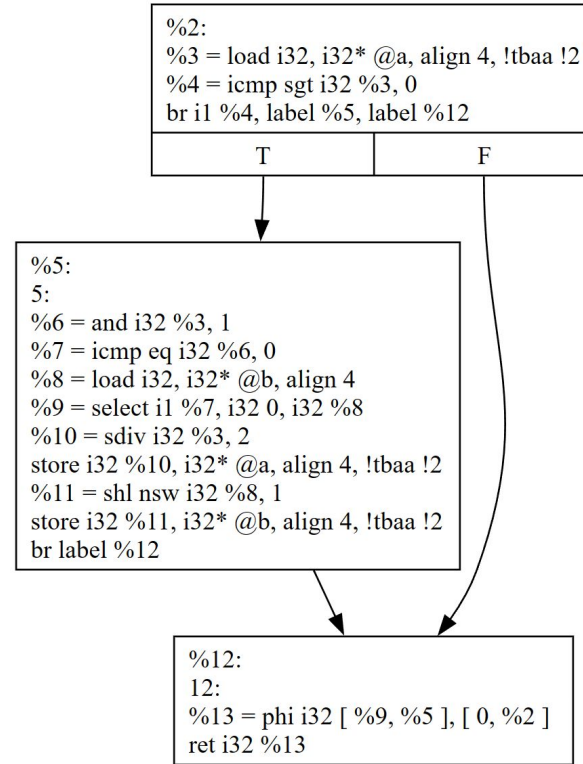 %2:
%3 = load i32, i32* @a, align 4, !tbaa !2
%4 = icmp sgt i32 %3, 0
br i1 %4, label %5, label %12
T
F
%5:
5:
%6 = and i32 %3, 1
%7 = icmp eq i32 %6, 0
%8 = load i32, i32* @b, align 4
%9 = select i1 %7, i32 0, i32 %8
%10 = sdiv i32 %3, 2
store i32 %10, i32* @a, align 4, !tbaa !2
%11 = shl nsw i32 %8, 1
store i32 %11, i32* @b, align 4, !tbaa !2
br label %12
%12:
12:
%13 = phi i32 [ %9, %5 ], [ 0, %2 ]
ret i32 %13